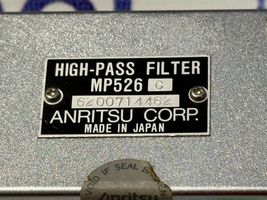 HIGH-PASS FILTER
MP526 C
6200714462
ANRITSU CORP.
MADE IN JAPAN
VOID IF SEAL BROKEN
Anritsu